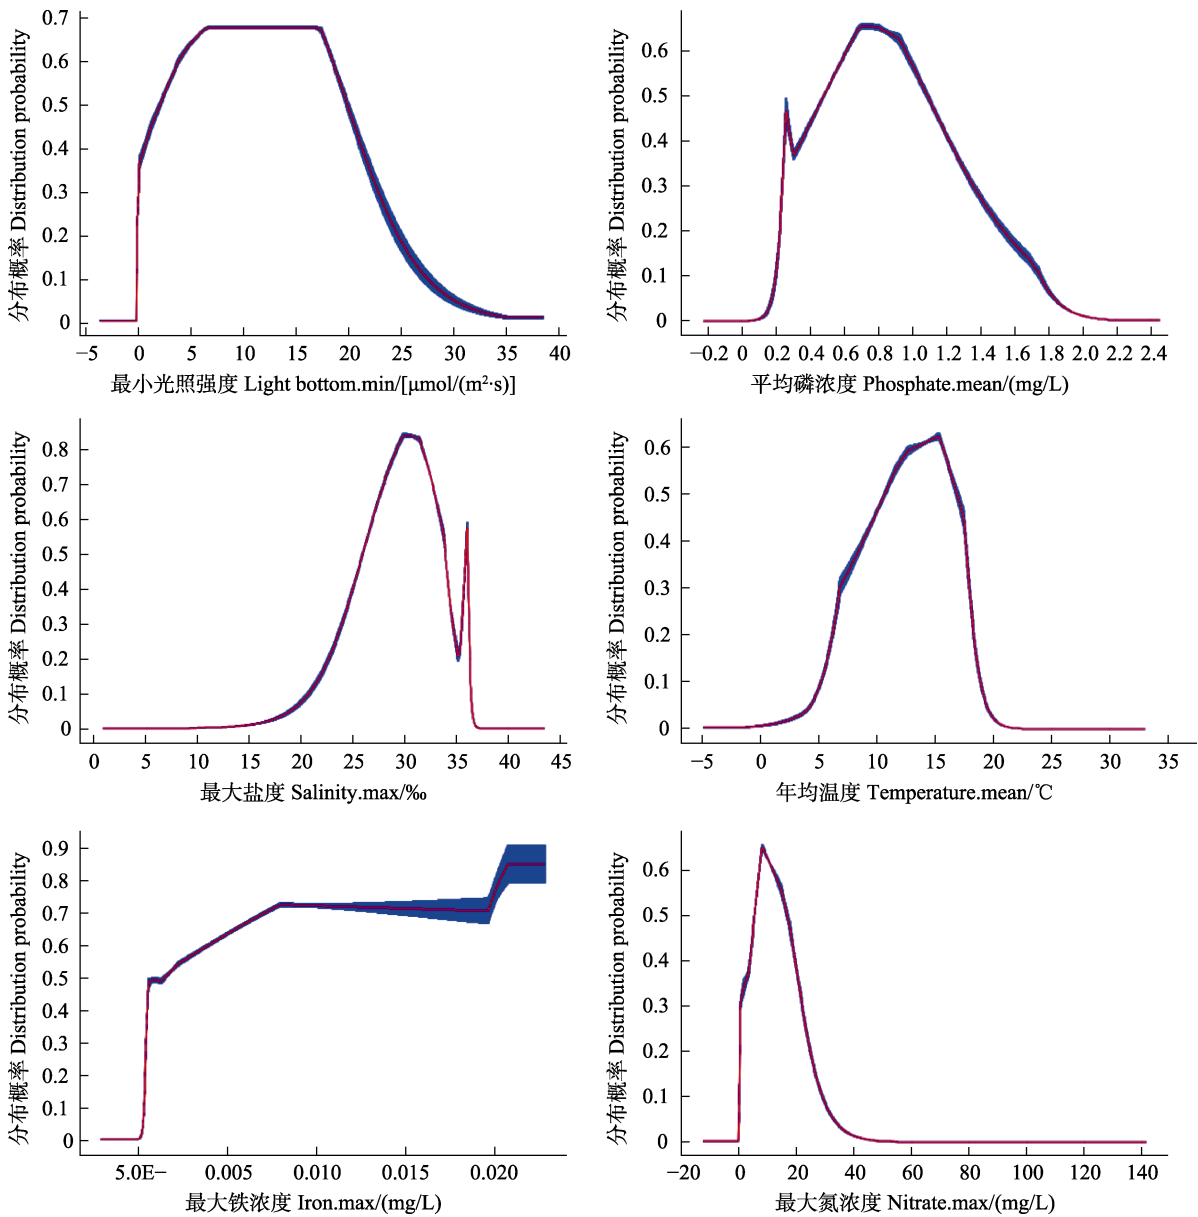 0.7
0.6
0.5
0.4
0.3
0.2
0.1
0
分布概率 Distribution probability
−5 0 5 10 15 20 25 30 35 40
最小光照强度 Light bottom.min/[μmol/(m²·s)]
0.6
0.5
0.4
0.3
0.2
0.1
0
分布概率 Distribution probability
−0.2 0 0.2 0.4 0.6 0.8 1.0 1.2 1.4 1.6 1.8 2.0 2.2 2.4
平均磷浓度 Phosphate.mean/(mg/L)
0.8
0.7
0.6
0.5
0.4
0.3
0.2
0.1
0
分布概率 Distribution probability
0 5 10 15 20 25 30 35 40 45
最大盐度 Salinity.max/‰
0.6
0.5
0.4
0.3
0.2
0.1
0
分布概率 Distribution probability
−5 0 5 10 15 20 25 30 35
年均温度 Temperature.mean/℃
0.9
0.8
0.7
0.6
0.5
0.4
0.3
0.2
0.1
0
分布概率 Distribution probability
5.0E− 0.005 0.010 0.015 0.020
最大铁浓度 Iron.max/(mg/L)
0.6
0.5
0.4
0.3
0.2
0.1
0
分布概率 Distribution probability
−20 0 20 40 60 80 100 120 140
最大氮浓度 Nitrate.max/(mg/L)